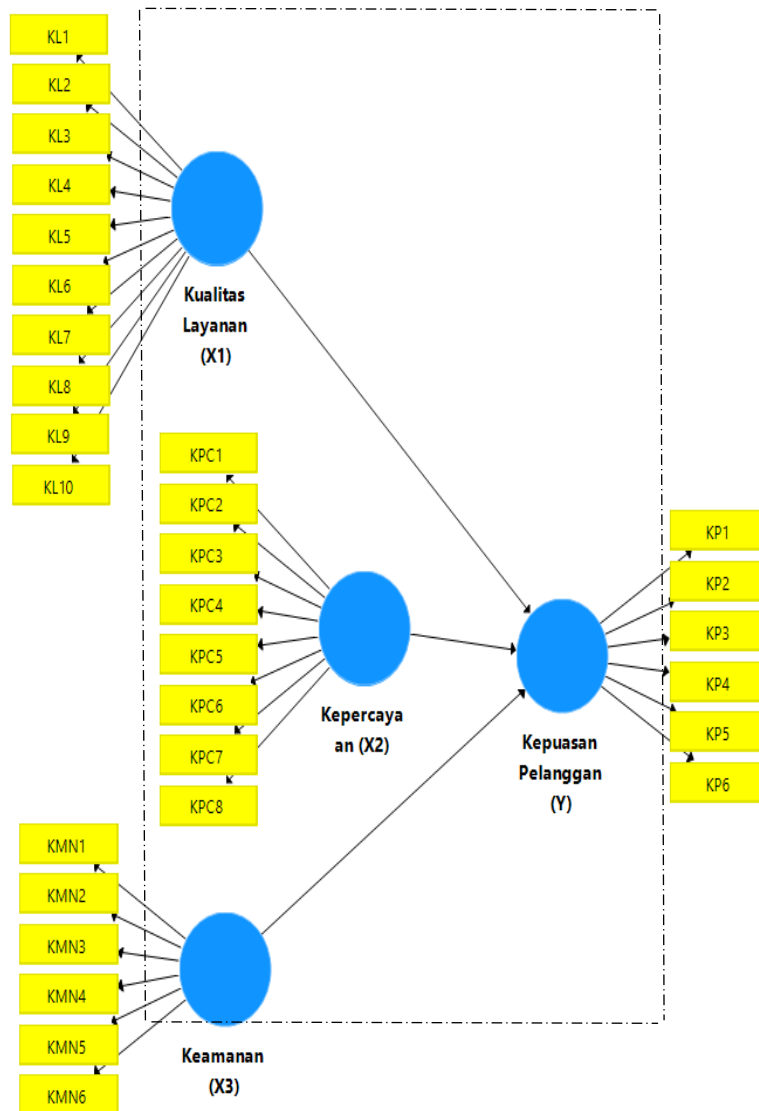 KL1
KL2
KL3
KL4
KL5
KL6
KL7
KL8
KL9
KL10
Kualitas
Layanan
(X1)
KPC1
KPC2
KPC3
KPC4
KPC5
KPC6
KPC7
KPC8
Kepercaya
an (X2)
KP1
KP2
KP3
KP4
KP5
KP6
Kepuasan
Pelanggan
(Y)
KMN1
KMN2
KMN3
KMN4
KMN5
KMN6
Keamanan
(X3)